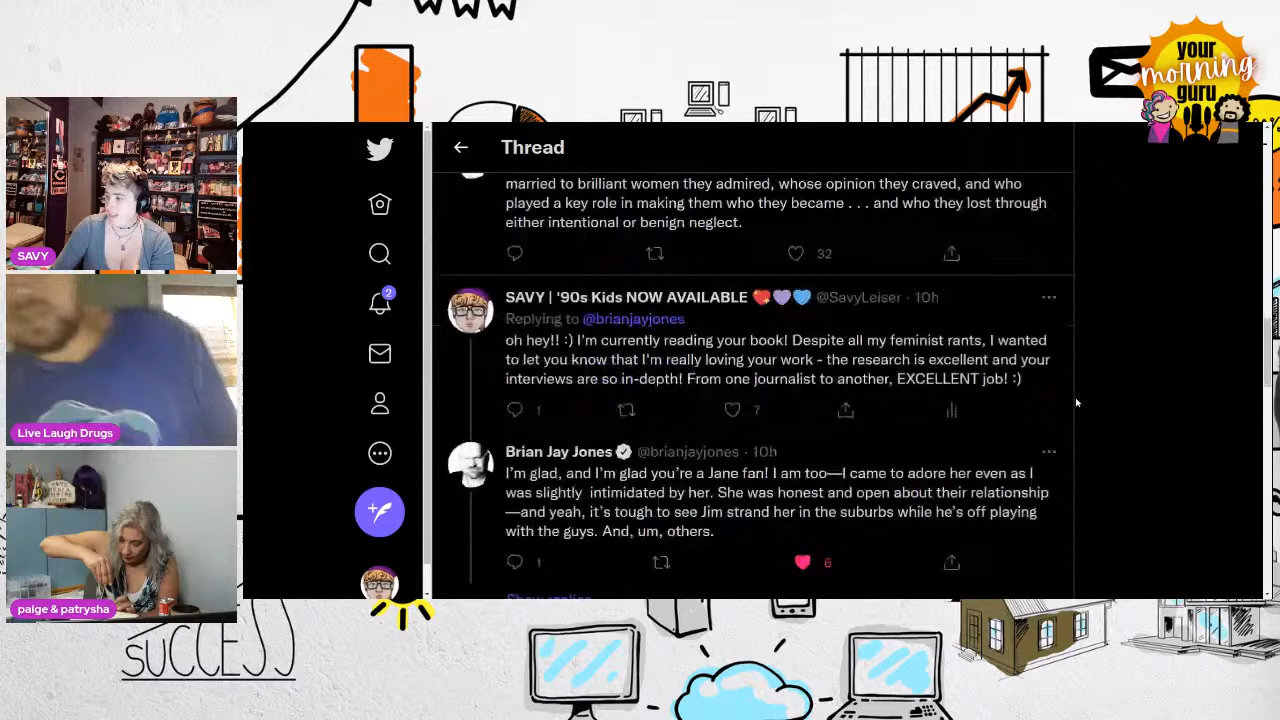 www
your
morning
guru
Thread
married to brilliant women they admired, whose opinion they craved, and who
played a key role in making them who they became . . . and who they lost through
either intentional or benign neglect.
32
SAVY | '90s Kids NOW AVAILABLE @SavyLeiser · 10h
Replying to @brianjayjones
oh hey!! :) I'm currently reading your book! Despite all my feminist rants, I wanted
to let you know that I'm really loving your work - the research is excellent and your
interviews are so in-depth! From one journalist to another, EXCELLENT job! :)
1 7
Brian Jay Jones @brianjayjones · 10h
I'm glad, and I'm glad you're a Jane fan! I am too—I came to adore her even as I
was slightly intimidated by her. She was honest and open about their relationship
—and yeah, it's tough to see Jim strand her in the suburbs while he's off playing
with the guys. And, um, others.
1 6
Show replies
2
SAVY
Live Laugh Drugs
paige & patrysha
SUCCESS